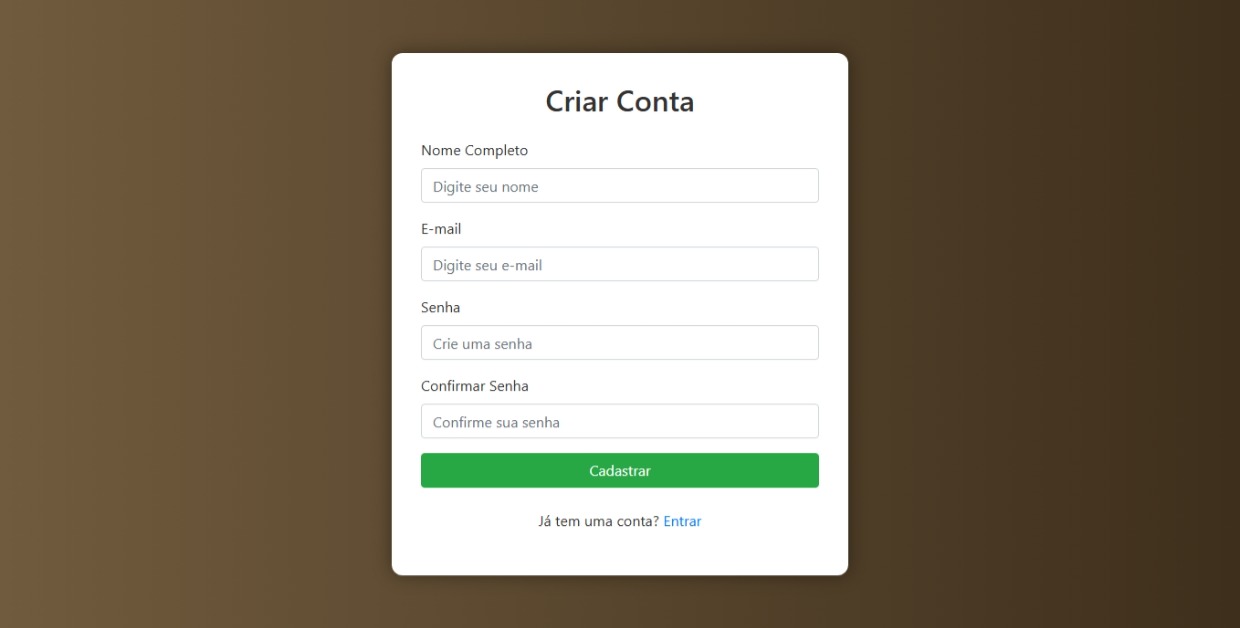 Criar Conta
Nome Completo
Digite seu nome
E-mail
Digite seu e-mail
Senha
Crie uma senha
Confirmar Senha
Confirme sua senha
Cadastrar
Já tem uma conta? Entrar